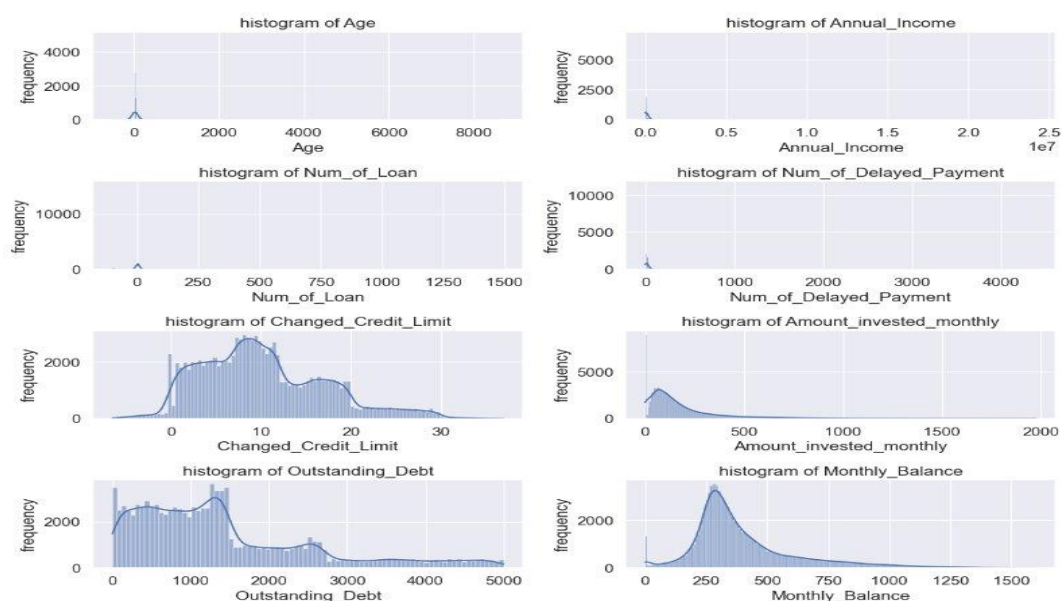 histogram of Age
frequency
4000
2000
0
0 2000 4000 6000 8000
Age
histogram of Annual_Income
frequency
5000
2500
0
0.0 0.5 1.0 1.5 2.0 2.5
1e7
Annual_Income
histogram of Num_of_Loan
frequency
10000
0
0 250 500 750 1000 1250 1500
Num_of_Loan
histogram of Num_of_Delayed_Payment
frequency
10000
5000
0
0 1000 2000 3000 4000
Num_of_Delayed_Payment
histogram of Changed_Credit_Limit
frequency
2000
0
0 10 20 30
Changed_Credit_Limit
histogram of Amount_invested_monthly
frequency
5000
0
0 500 1000 1500 2000
Amount_invested_monthly
histogram of Outstanding_Debt
frequency
2000
0
0 1000 2000 3000 4000 5000
Outstanding_Debt
histogram of Monthly_Balance
frequency
2000
0
0 250 500 750 1000 1250 1500
Monthly_Balance